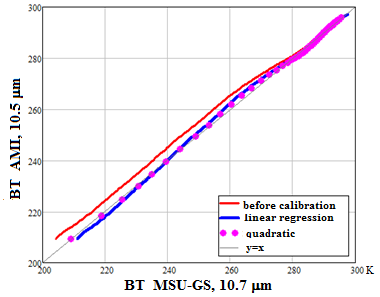 300
280
260
240
220
200
BT AMI, 10.5 μm
before calibration
linear regression
quadratic
y=x
200
220
240
260
280
300 K
BT MSU-GS, 10.7 μm